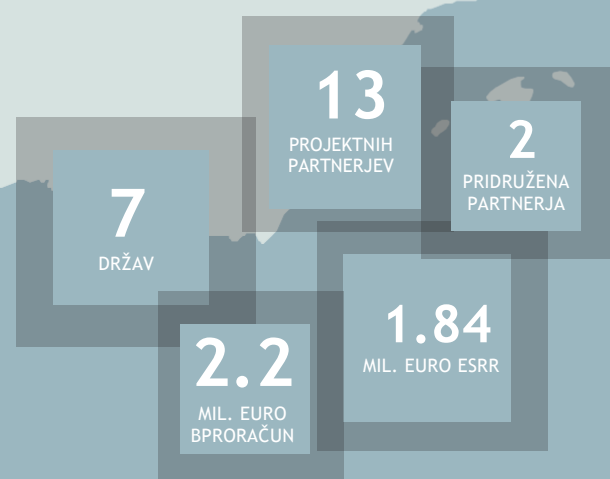 13
PROJEKTNIH
PARTNERJEV
2
PRIDRUŽENA
PARTNERJA
7
DRŽAV
1.84
MIL. EURO ESRR
2.2
MIL. EURO
BPRORAČUN